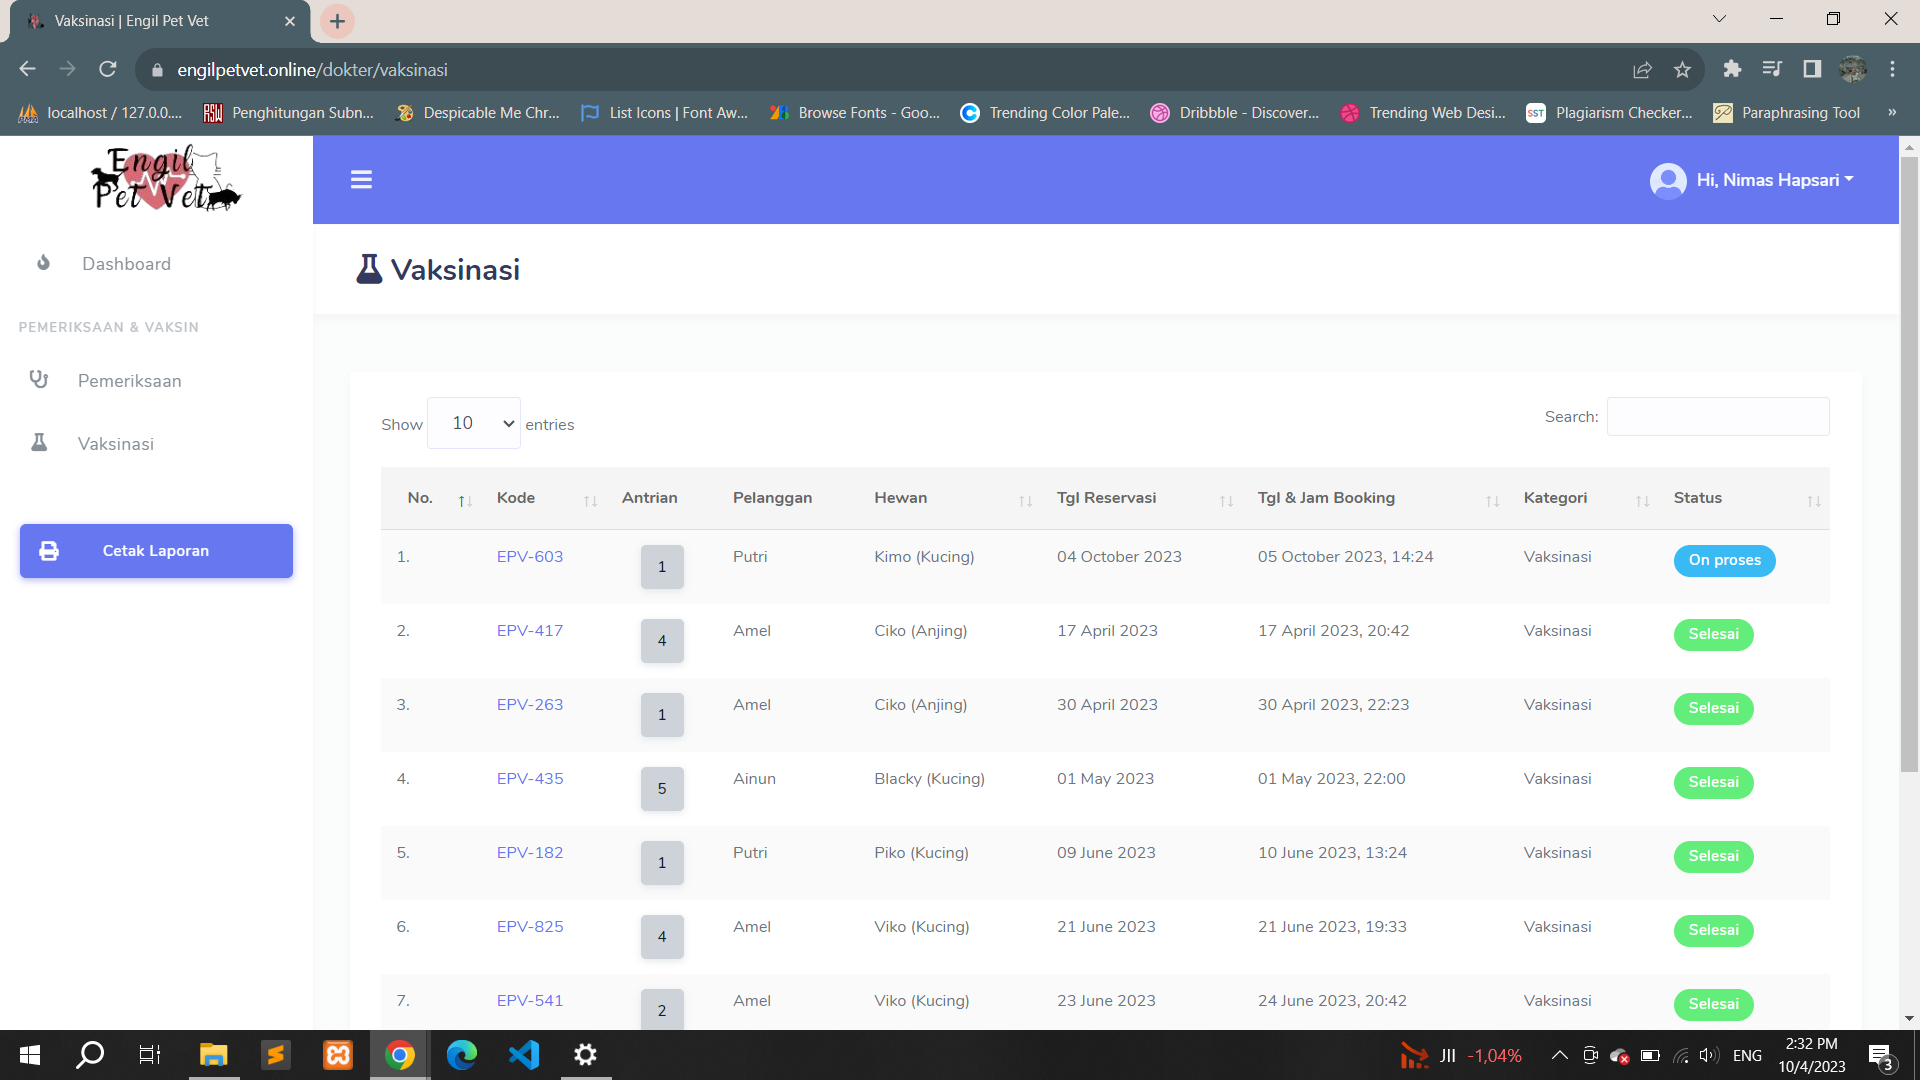 Vaksinasi | Engil Pet Vet
engilpetvet.online/dokter/vaksinasi
localhost / 127.0.0.... Penghitungan Subn... Despicable Me Chr... List Icons | Font Aw... Browse Fonts - Goo... Trending Color Pale... Dribbble - Discover... Trending Web Desi... SST Plagiarism Checker... Paraphrasing Tool »
Engil
Pet Vet
Hi, Nimas Hapsari
Vaksinasi
Dashboard
PEMERIKSAAN & VAKSIN
Pemeriksaan
Vaksinasi
Cetak Laporan
Show 10 entries Search:
No. Kode Antrian Pelanggan Hewan Tgl Reservasi Tgl & Jam Booking Kategori Status
1. EPV-603 1 Putri Kimo (Kucing) 04 October 2023 05 October 2023, 14:24 Vaksinasi On proses
2. EPV-417 4 Amel Ciko (Anjing) 17 April 2023 17 April 2023, 20:42 Vaksinasi Selesai
3. EPV-263 1 Amel Ciko (Anjing) 30 April 2023 30 April 2023, 22:23 Vaksinasi Selesai
4. EPV-435 5 Ainun Blacky (Kucing) 01 May 2023 01 May 2023, 22:00 Vaksinasi Selesai
5. EPV-182 1 Putri Piko (Kucing) 09 June 2023 10 June 2023, 13:24 Vaksinasi Selesai
6. EPV-825 4 Amel Viko (Kucing) 21 June 2023 21 June 2023, 19:33 Vaksinasi Selesai
7. EPV-541 2 Amel Viko (Kucing) 23 June 2023 24 June 2023, 20:42 Vaksinasi Selesai
JII -1,04% ENG 2:32 PM
10/4/2023 3